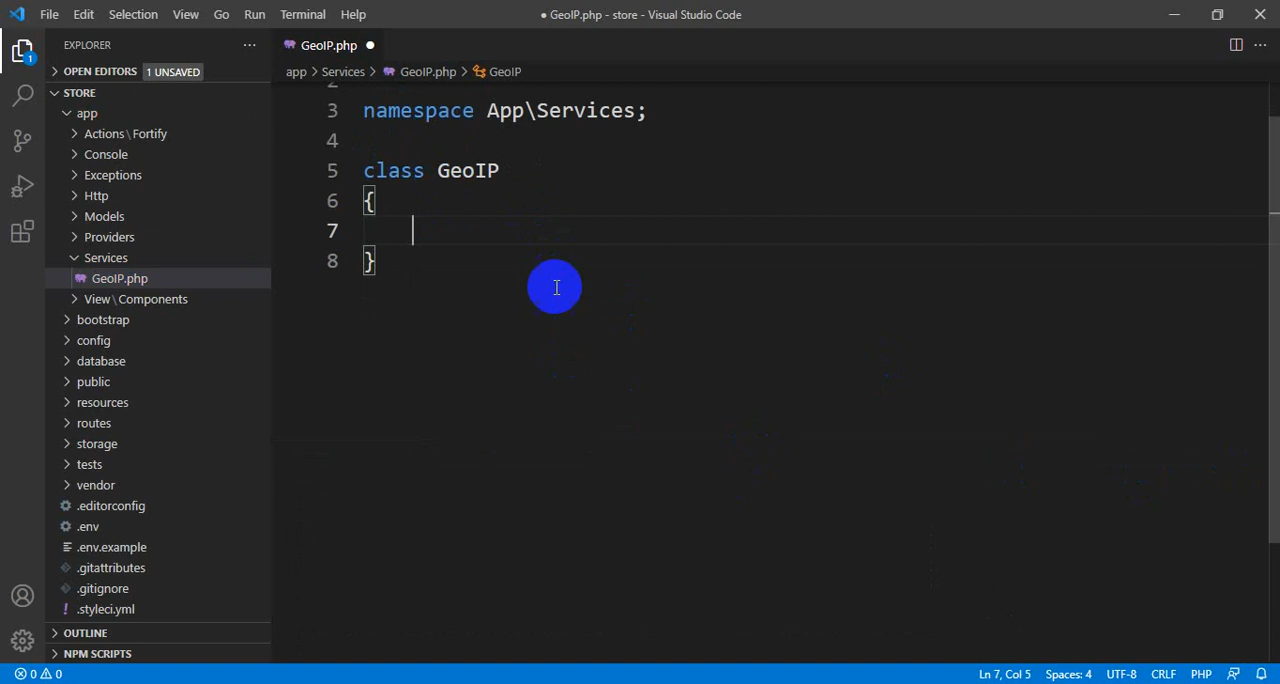 File Edit Selection View Go Run Terminal Help
● GeoIP.php - store - Visual Studio Code
EXPLORER
OPEN EDITORS 1 UNSAVED
STORE
app
Actions\Fortify
Console
Exceptions
Http
Models
Providers
Services
GeoIP.php
View\Components
bootstrap
config
database
public
resources
routes
storage
tests
vendor
.editorconfig
.env
.env.example
.gitattributes
.gitignore
.styleci.yml
OUTLINE
NPM SCRIPTS
1
GeoIP.php
app > Services > GeoIP.php > GeoIP
2
3 namespace App\Services;
4
5 class GeoIP
6 {
7
8 }
0 0
Ln 7, Col 5 Spaces: 4 UTF-8 CRLF PHP